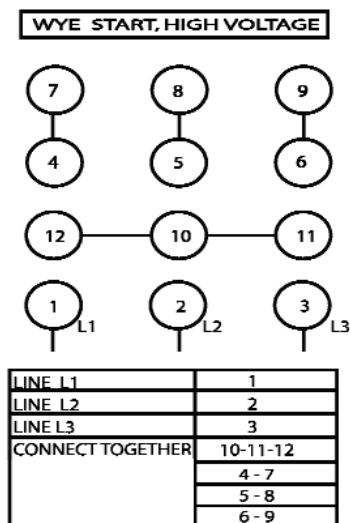 WYE START, HIGH VOLTAGE
7 8 9
4 5 6
12 10 11
1 2 3
L1 L2 L3
LINE L1 1
LINE L2 2
LINE L3 3
CONNECT TOGETHER 10-11-12
4 - 7
5 - 8
6 - 9